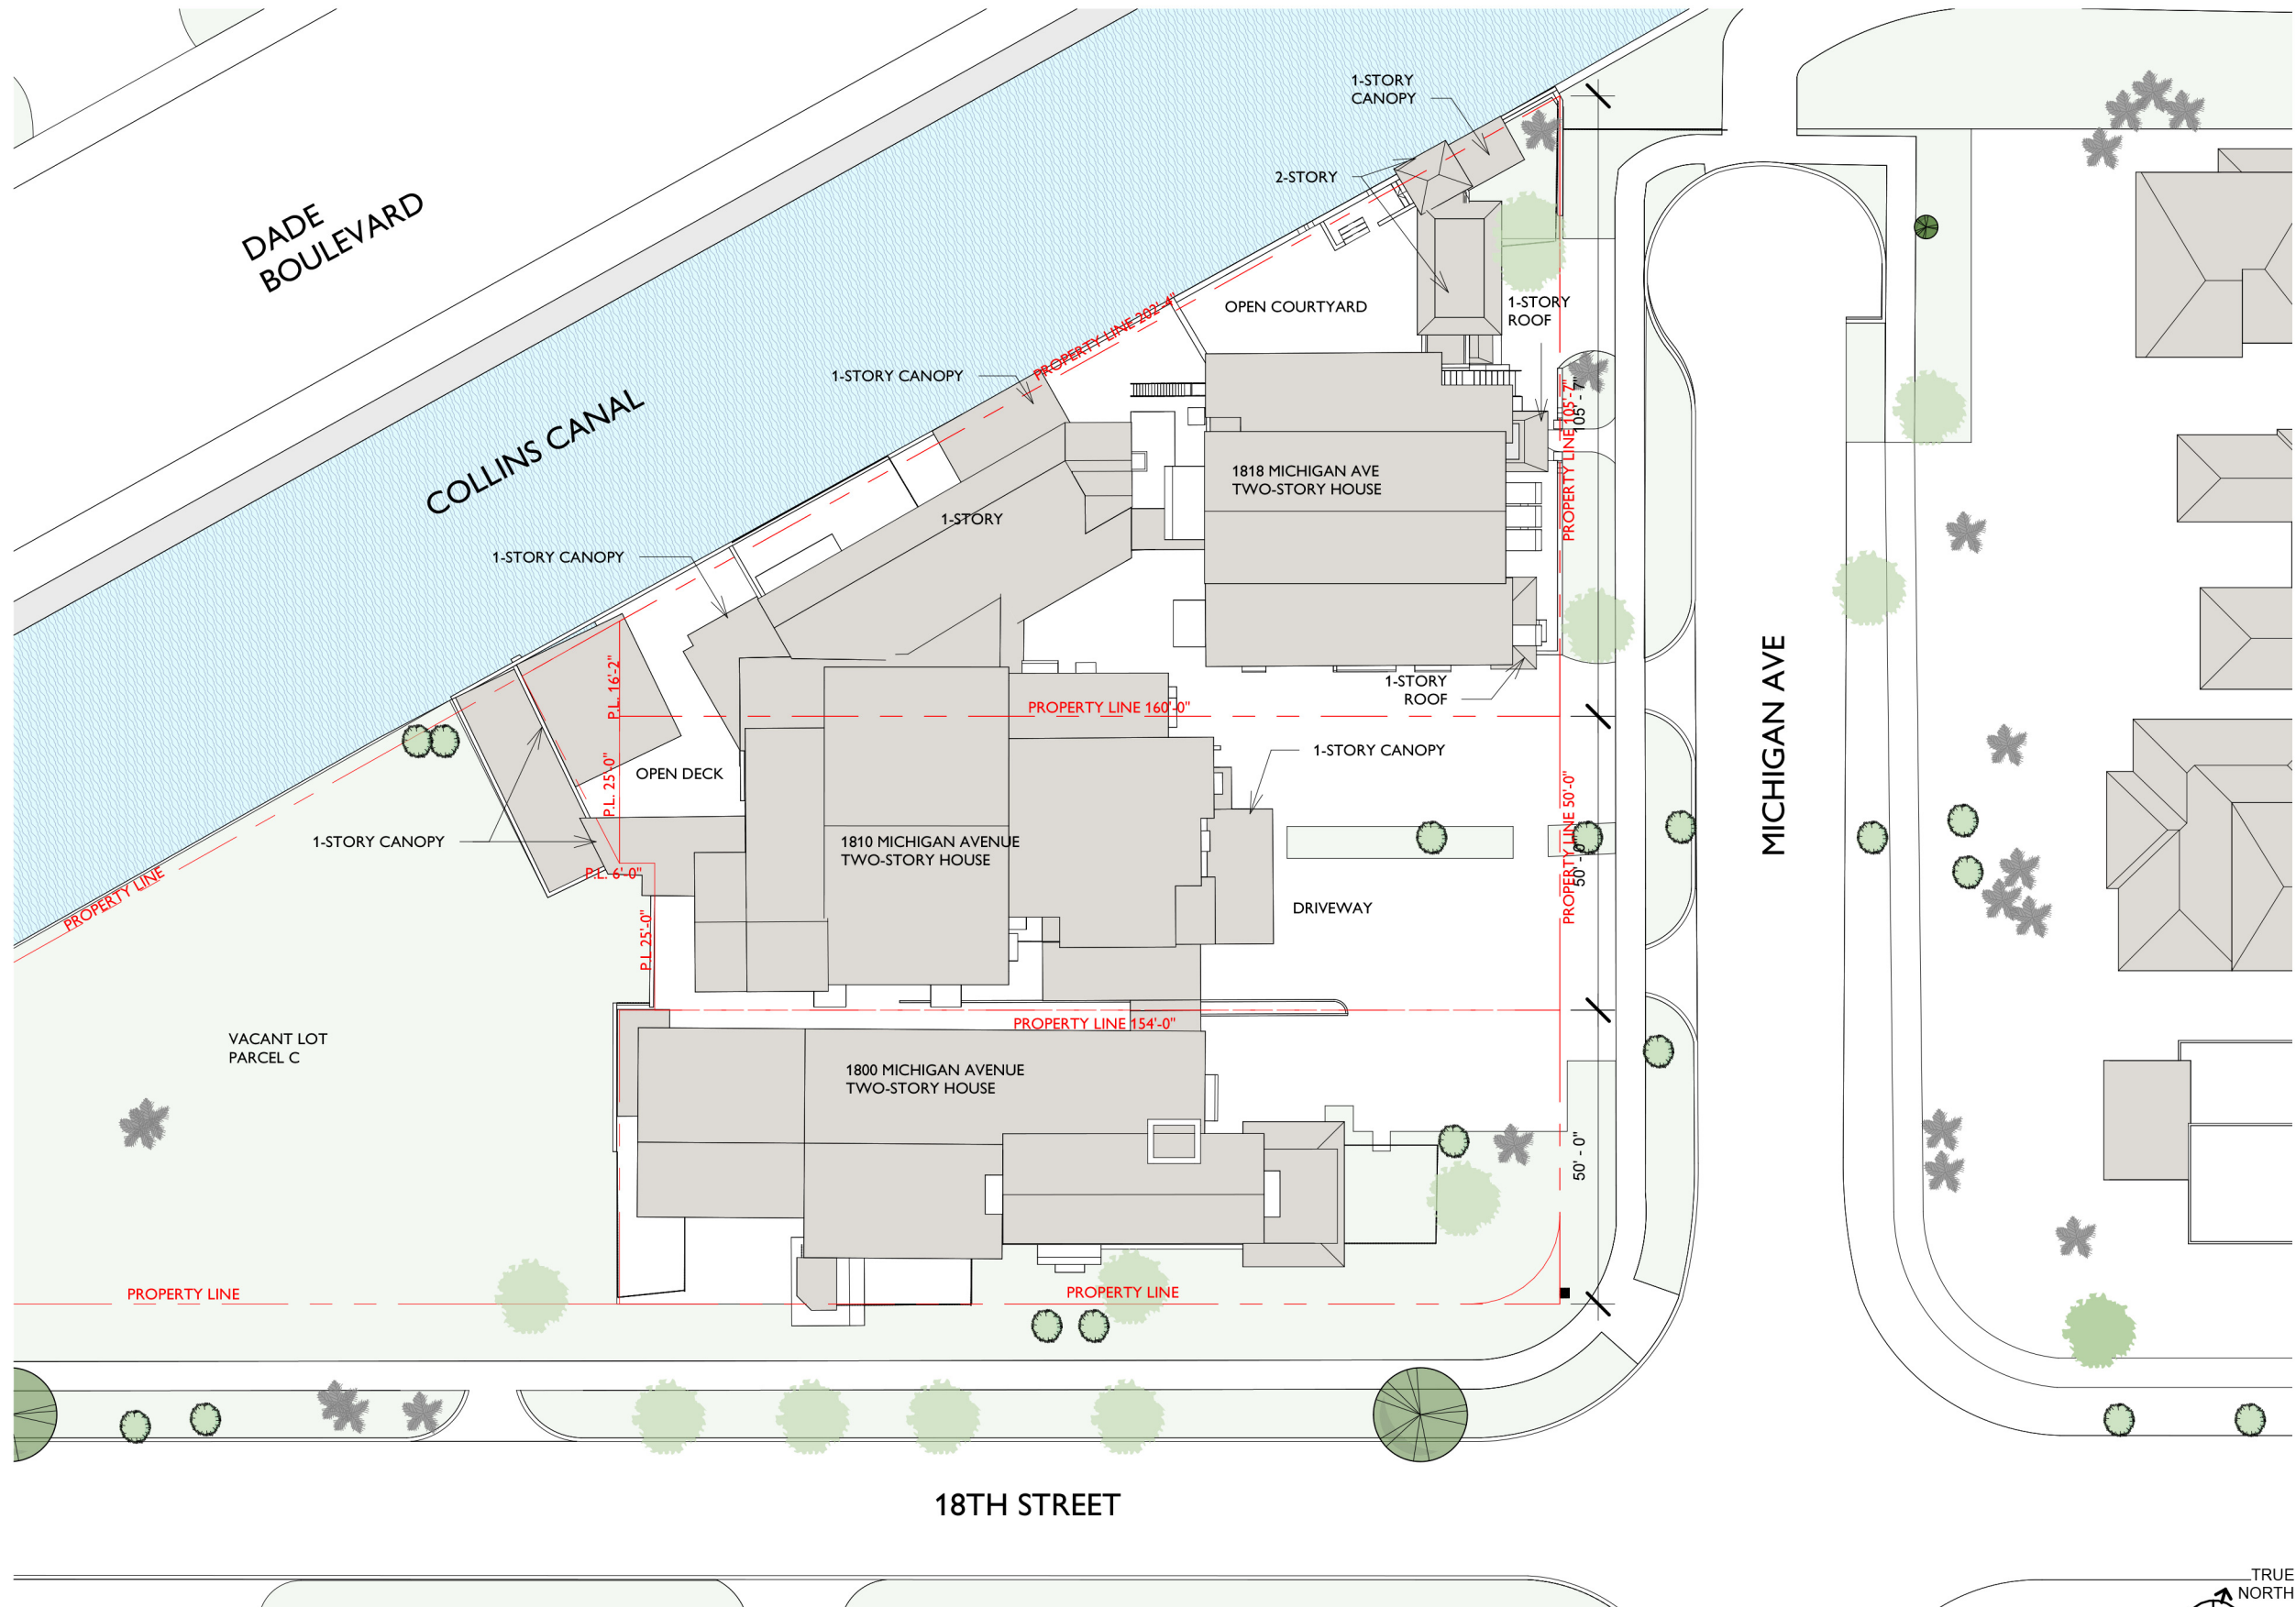 1-STORY
CANOPY
2-STORY
DADE
BOULEVARD
OPEN COURTYARD
1-STORY
ROOF
PROPERTY LINE 202'-4"
1-STORY CANOPY
COLLINS CANAL
PROPERTY LINE 105'-7"
105' - 7"
1818 MICHIGAN AVE
TWO-STORY HOUSE
1-STORY
1-STORY CANOPY
P.L. 16'-2"
1-STORY
ROOF
PROPERTY LINE 160'-0"
MICHIGAN AVE
1-STORY CANOPY
OPEN DECK
P.L. 25'-0"
PROPERTY LINE 50'-0"
50' - 0"
1-STORY CANOPY
1810 MICHIGAN AVENUE
TWO-STORY HOUSE
P.L. 6'-0"
PROPERTY LINE
DRIVEWAY
P.L 25'-0"
PROPERTY LINE 154'-0"
VACANT LOT
PARCEL C
1800 MICHIGAN AVENUE
TWO-STORY HOUSE
50' - 0"
PROPERTY LINE
PROPERTY LINE
18TH STREET
TRUE
NORTH